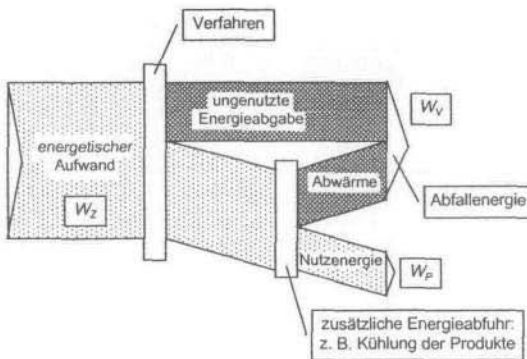 Verfahren
ungenutzte
Energieabgabe
W_V
energetischer
Aufwand
Abwärme
Abfallenergie
W_Z
Nutzenergie
W_P
zusätzliche Energieabfuhr:
z. B. Kühlung der Produkte